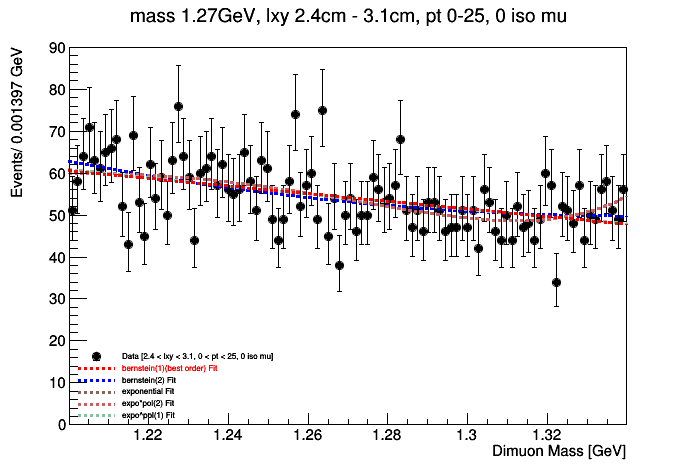 mass 1.27GeV, lxy 2.4cm - 3.1cm, pt 0-25, 0 iso mu
Events/ 0.001397 GeV
90
80
70
60
50
40
30
20
10
0
Data [2.4 < lxy < 3.1, 0 < pt < 25, 0 iso mu]
bernstein(1)(best order) Fit
bernstein(2) Fit
exponential Fit
expo*pol(2) Fit
expo^ppl(1) Fit
1.22 1.24 1.26 1.28 1.3 1.32
Dimuon Mass [GeV]